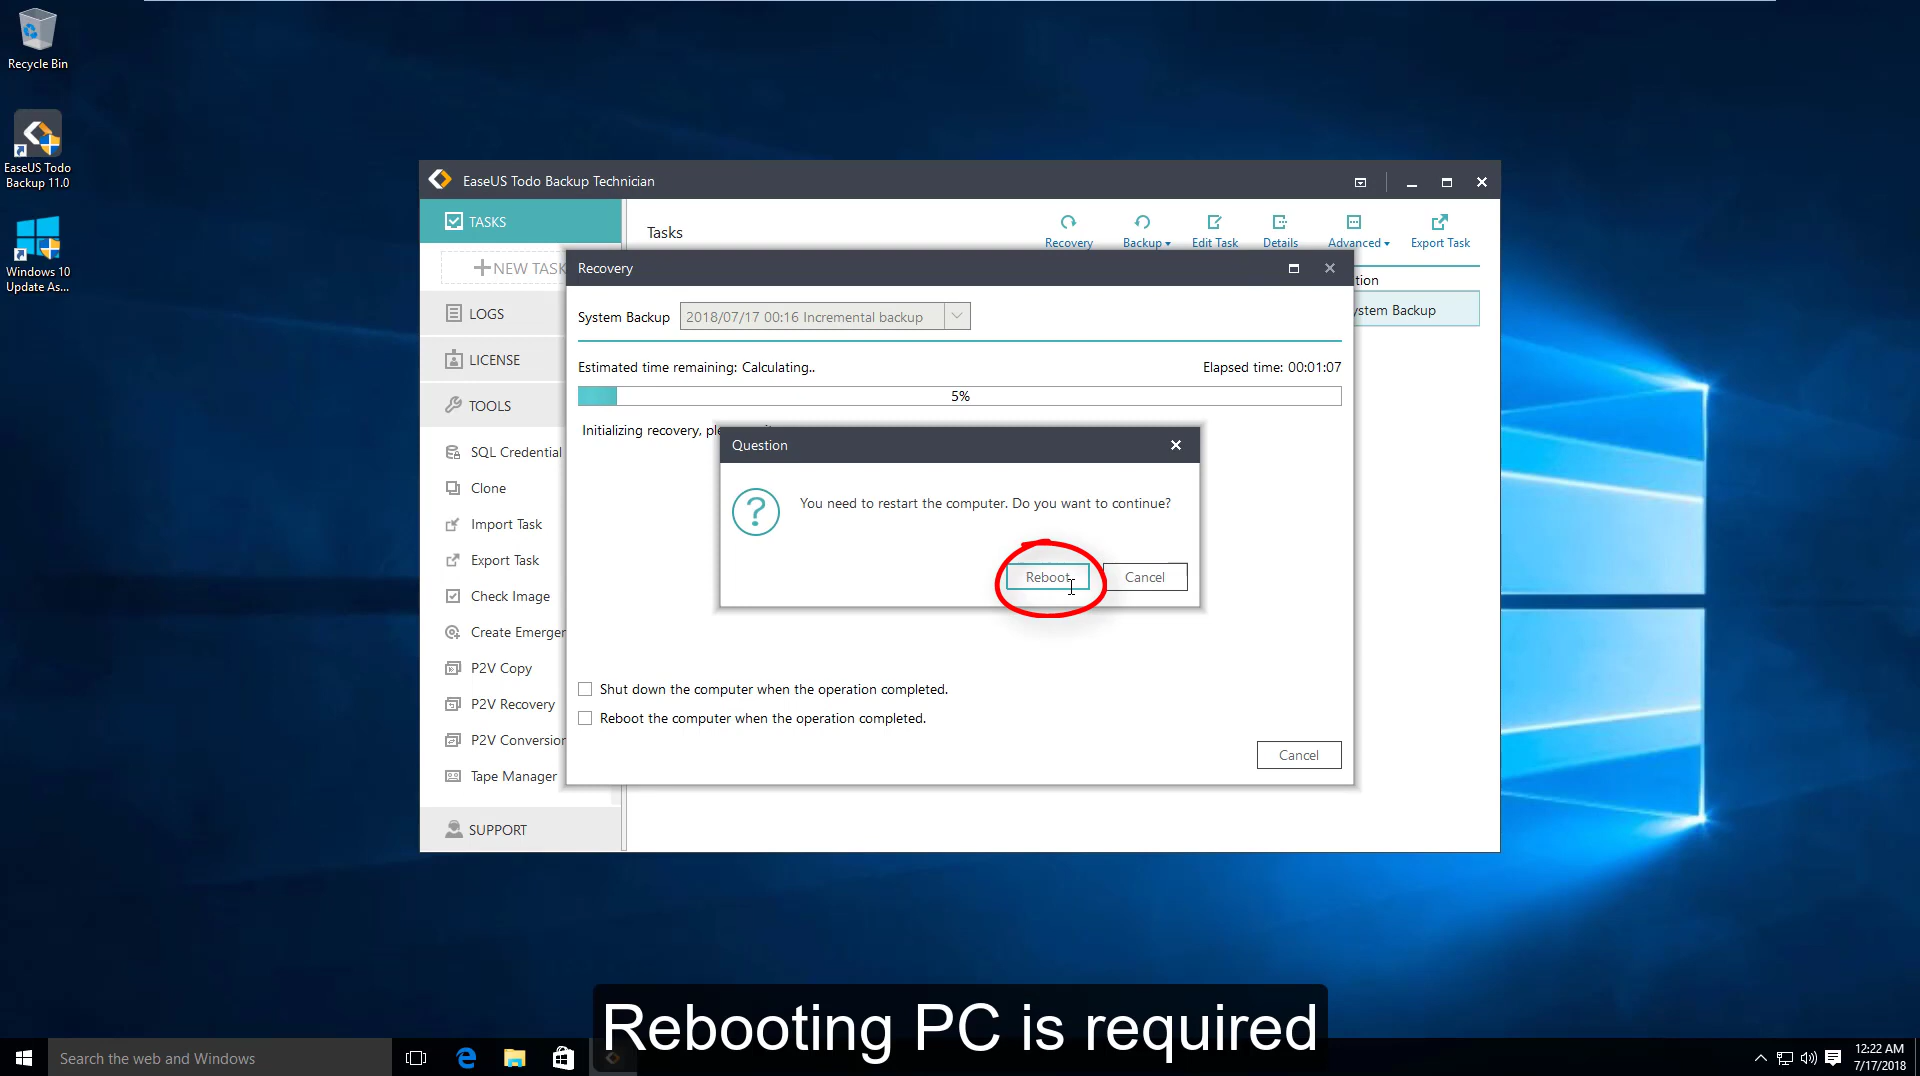 Recycle Bin
EaseUS Todo
Backup 11.0
Windows 10
Update As...
EaseUS Todo Backup Technician
TASKS
NEW TASK
LOGS
LICENSE
TOOLS
SQL Credential
Clone
Import Task
Export Task
Check Image
Create Emergen
P2V Copy
P2V Recovery
P2V Conversion
Tape Manager
SUPPORT
Tasks
Recovery
Backup
Edit Task
Details
Advanced
Export Task
tion
ystem Backup
Recovery
System Backup
2018/07/17 00:16 Incremental backup
Estimated time remaining: Calculating..
Elapsed time: 00:01:07
5%
Initializing recovery,
Question
You need to restart the computer. Do you want to continue?
Reboot
Cancel
Shut down the computer when the operation completed.
Reboot the computer when the operation completed.
Cancel
Rebooting PC is required
Search the web and Windows
12:22 AM
7/17/2018